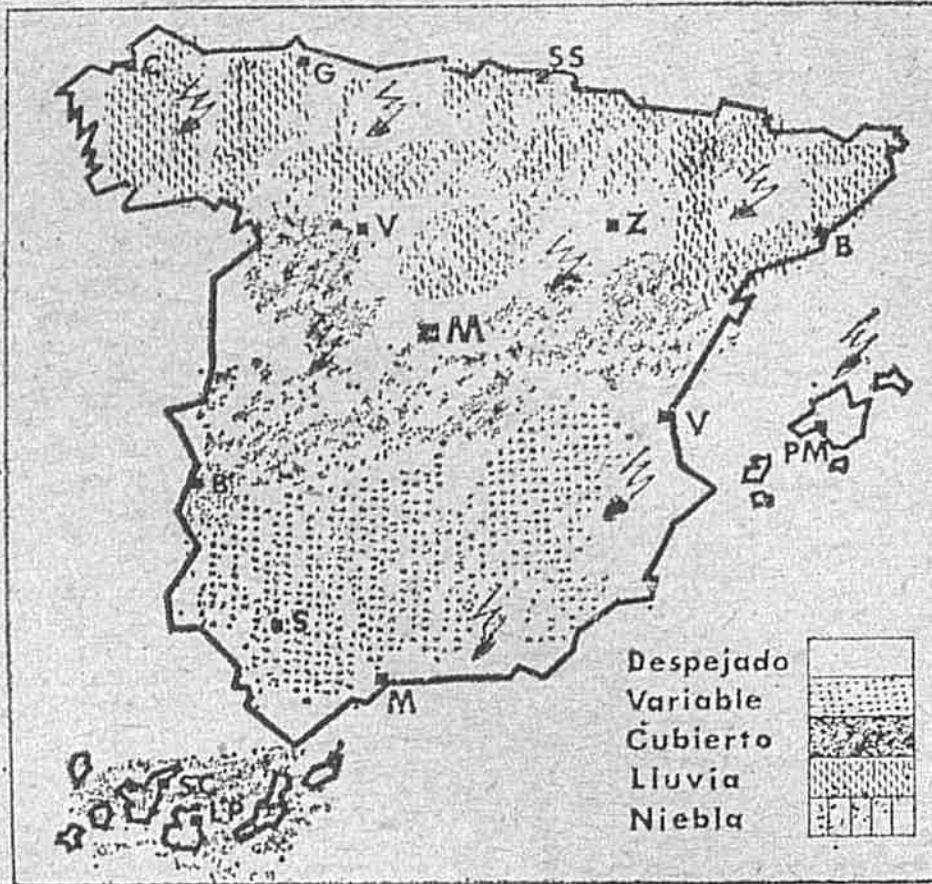 C
G
SS
V
Z
B
M
V
PM
B
S
M
SC
LP
Despejado
Variable
Cubierto
Lluvia
Niebla